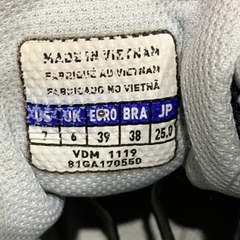 MADE IN VIETNAM
FABRIQUÉ AU VIETNAM
FABRICADO NO VIETNÃ
US UK EURO BRA JP
7 6 39 38 25.0
VDM 1119
81GA170550